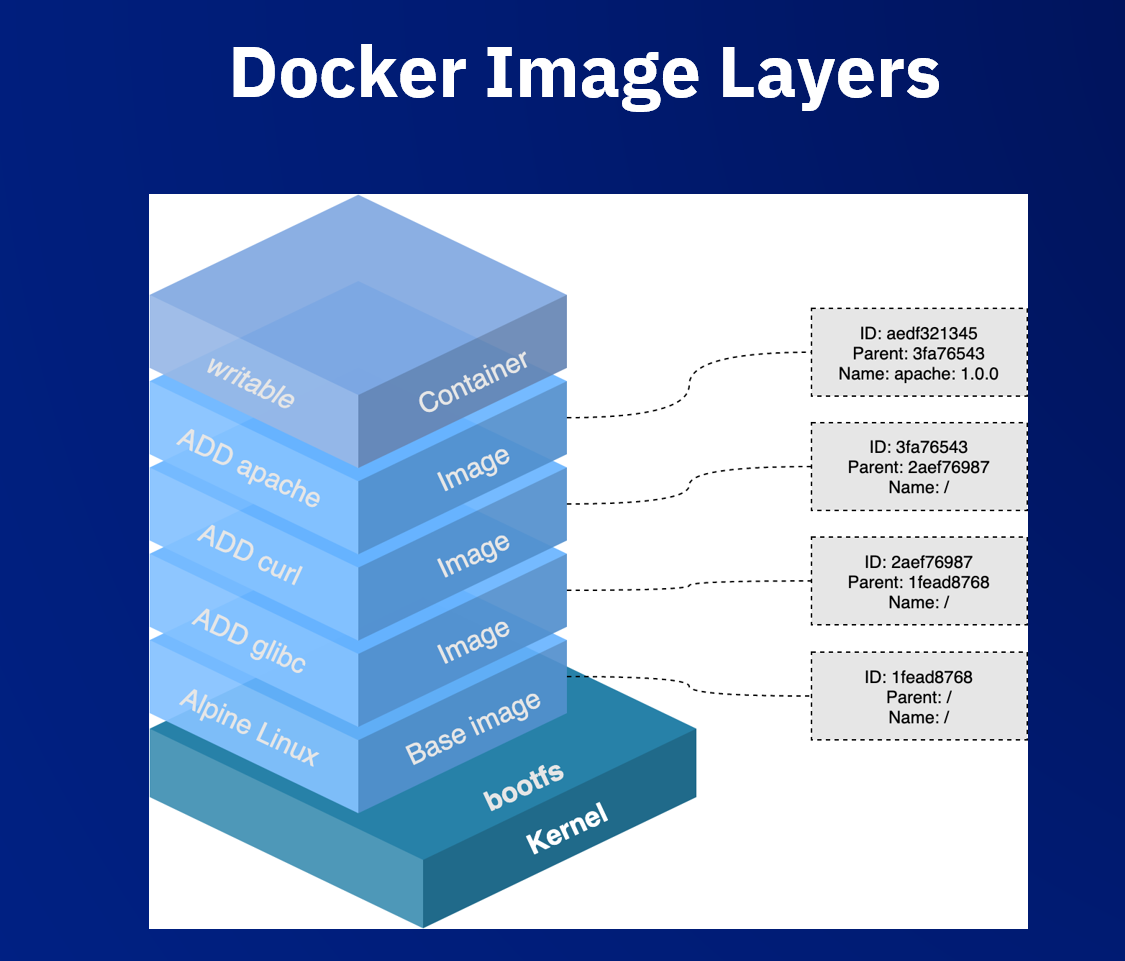 Docker Image Layers
writable
Container
ADD apache
Image
ADD curl
Image
ADD glibc
Image
Alpine Linux
Base image
bootfs
Kernel
ID: aedf321345
Parent: 3fa76543
Name: apache: 1.0.0
ID: 3fa76543
Parent: 2aef76987
Name: /
ID: 2aef76987
Parent: 1fead8768
Name: /
ID: 1fead8768
Parent: /
Name: /